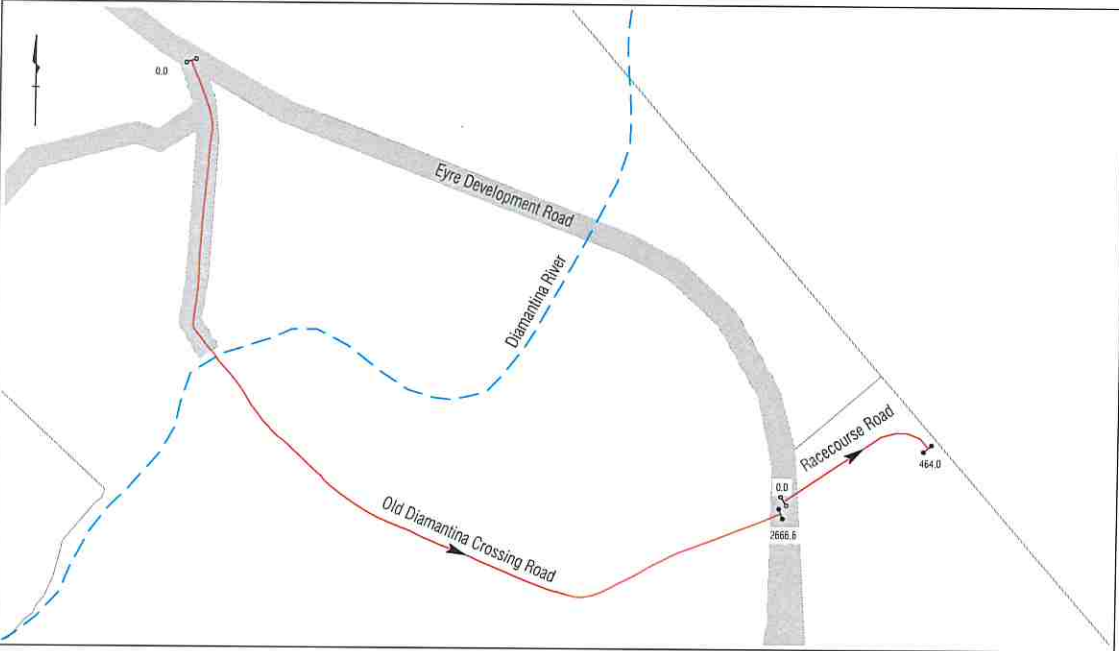 0.0
Eyre Development Road
Diamantina River
Racecourse Road
464.0
0.0
2666.6
Old Diamantina Crossing Road